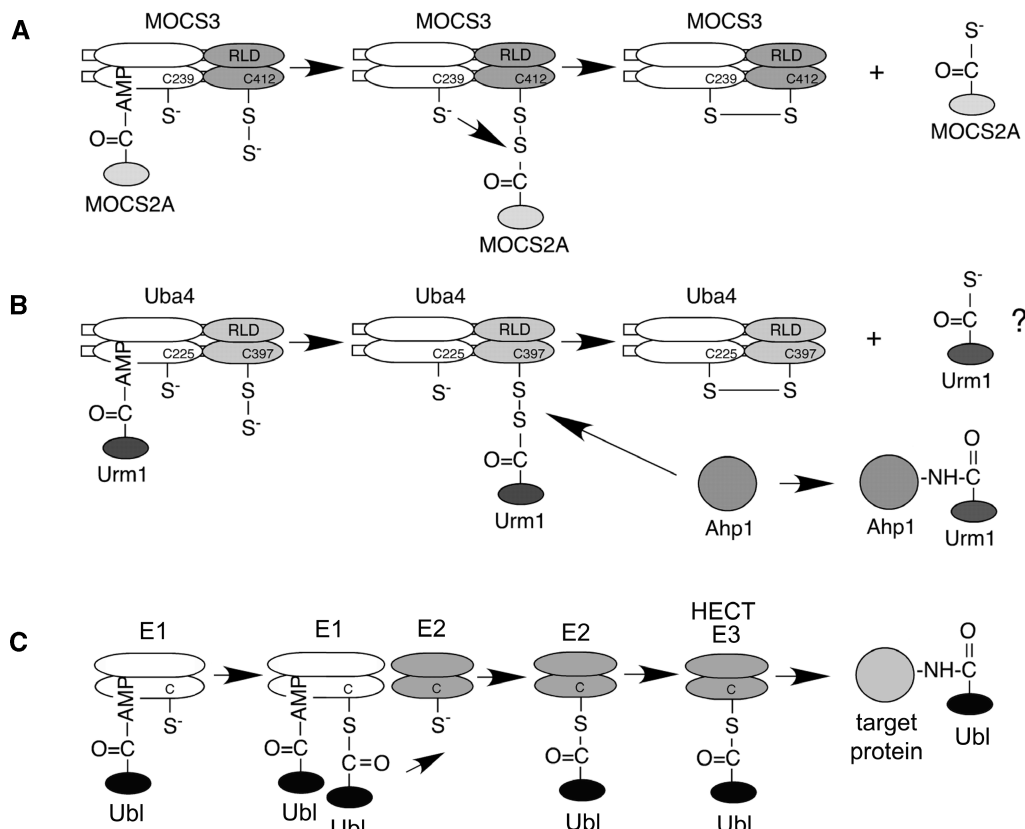 A
MOCS3 MOCS3 MOCS3
RLD RLD RLD
C239 C412 C239 C412 C239 C412
AMP
S⁻ S S⁻ S S S
S⁻ S
O=C O=C
MOCS2A MOCS2A
+
S⁻
O=C
MOCS2A
B
Uba4 Uba4 Uba4
RLD RLD RLD
C225 C397 C225 C397 C225 C397
AMP
S⁻ S S⁻ S S S
S⁻ S
O=C O=C
Urm1 Urm1
+
S⁻
O=C ?
Urm1
Ahp1
O
-NH-C
Ahp1 Urm1
C
E1 E1 E2 E2 HECT
E3
C C C C C
AMP AMP
S⁻ S S⁻ S S
O=C O=C C=O O=C O=C
Ubl Ubl Ubl Ubl Ubl
O
-NH-C
target
protein
Ubl